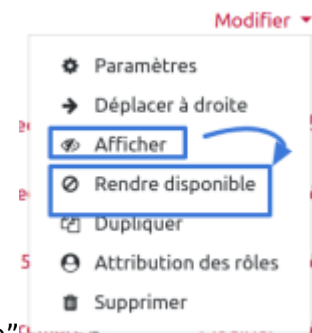 Modifier
Paramètres
Déplacer à droite
Afficher
Rendre disponible
Dupliquer
Attribution des rôles
Supprimer